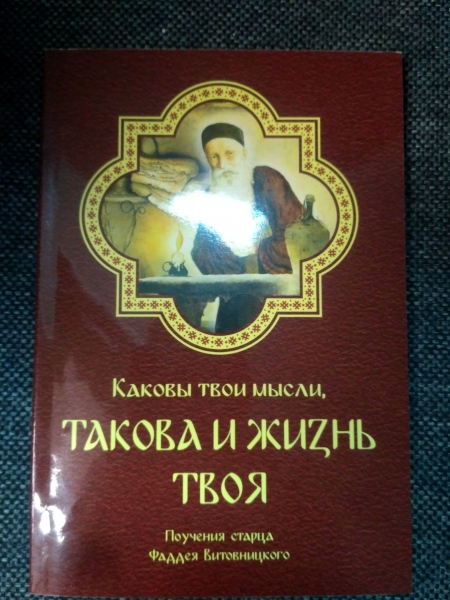 Каковы твои мысли,
ТАКОВА И ЖИЗНЬ
ТВОЯ
Поучения старца
Фаддея Витовницкого